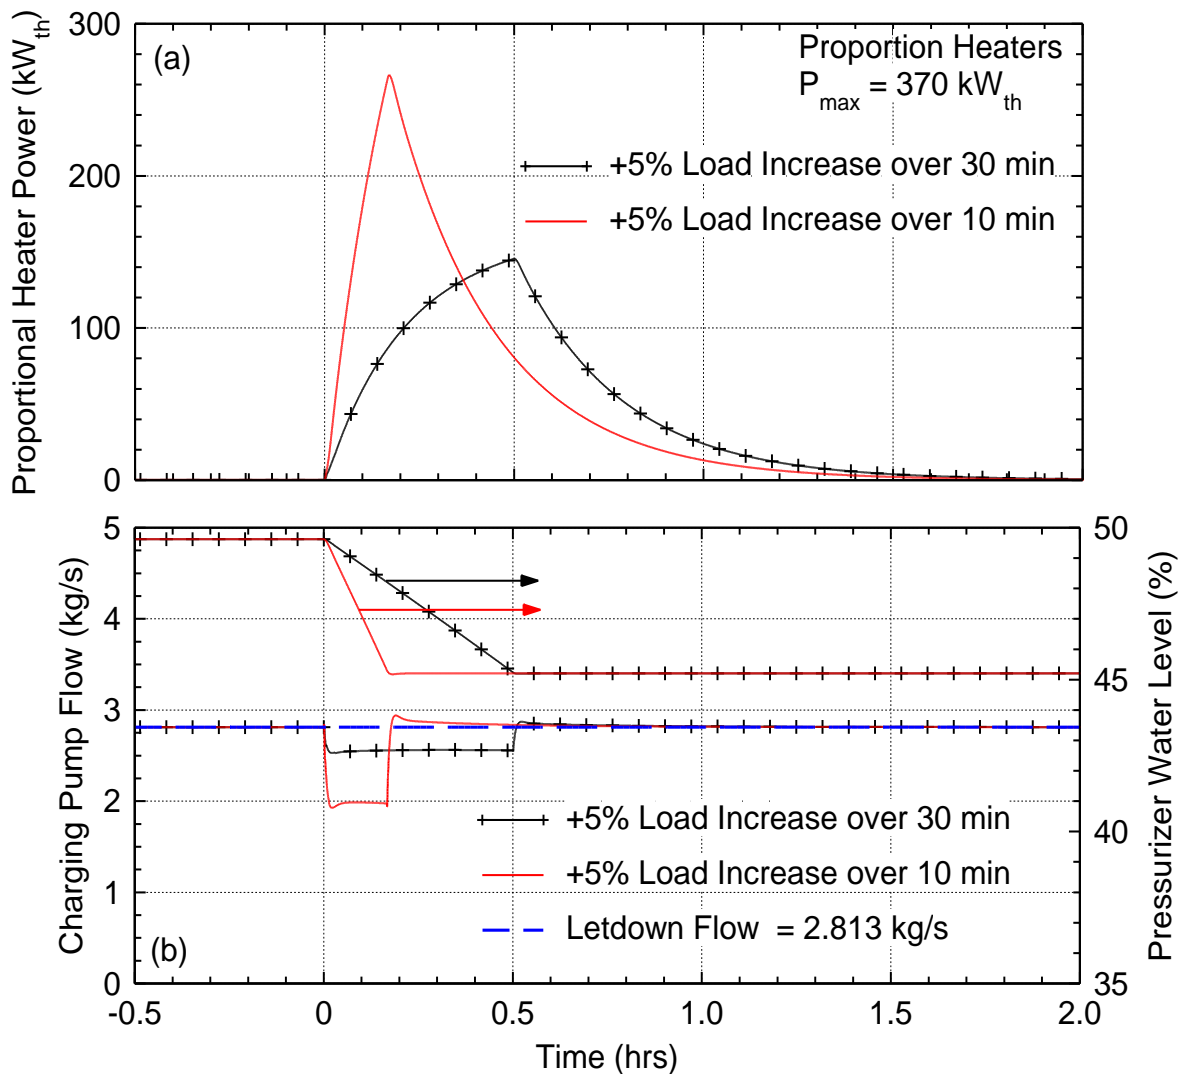 Proportional Heater Power (kW_th)
300
200
100
0
(a)
Proportion Heaters
P_max = 370 kW_th
+5% Load Increase over 30 min
+5% Load Increase over 10 min
Charging Pump Flow (kg/s)
5
4
3
2
1
0
Pressurizer Water Level (%)
50
45
40
35
+5% Load Increase over 30 min
+5% Load Increase over 10 min
Letdown Flow = 2.813 kg/s
(b)
-0.5 0 0.5 1.0 1.5 2.0
Time (hrs)